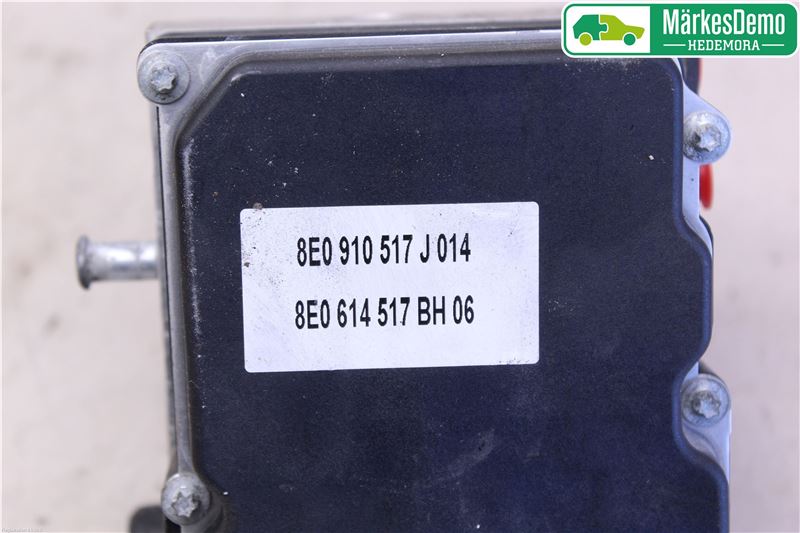 MärkesDemo
HEDEMORA
8E0 910 517 J 014
8E0 614 517 BH 06